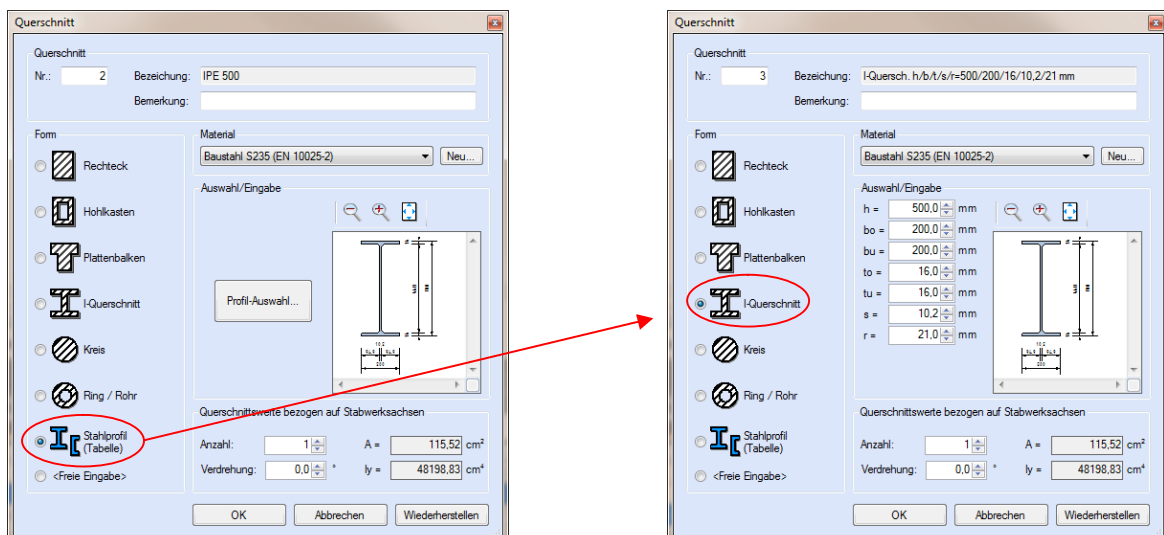 Querschnitt
Querschnitt
Nr.: 2 Bezeichnung: IPE 500
Bemerkung:
Form
Rechteck
Hohlkasten
Plattenbalken
I-Querschnitt
Kreis
Ring / Rohr
Stahlprofil
(Tabelle)
<Freie Eingabe>
Material
Baustahl S235 (EN 10025-2) Neu...
Auswahl/Eingabe
Profil-Auswahl...
10,2
200
Querschnittswerte bezogen auf Stabwerksachsen
Anzahl: 1 A = 115,52 cm²
Verdrehung: 0,0 ° Iy = 48198,83 cm⁴
OK Abbrechen Wiederherstellen
Querschnitt
Querschnitt
Nr.: 3 Bezeichnung: I-Quersch. h/b/t/s/r=500/200/16/10,2/21 mm
Bemerkung:
Form
Rechteck
Hohlkasten
Plattenbalken
I-Querschnitt
Kreis
Ring / Rohr
Stahlprofil
(Tabelle)
<Freie Eingabe>
Material
Baustahl S235 (EN 10025-2) Neu...
Auswahl/Eingabe
h = 500,0 mm
bo = 200,0 mm
bu = 200,0 mm
to = 16,0 mm
tu = 16,0 mm
s = 10,2 mm
r = 21,0 mm
10,2
200
Querschnittswerte bezogen auf Stabwerksachsen
Anzahl: 1 A = 115,52 cm²
Verdrehung: 0,0 ° Iy = 48198,83 cm⁴
OK Abbrechen Wiederherstellen